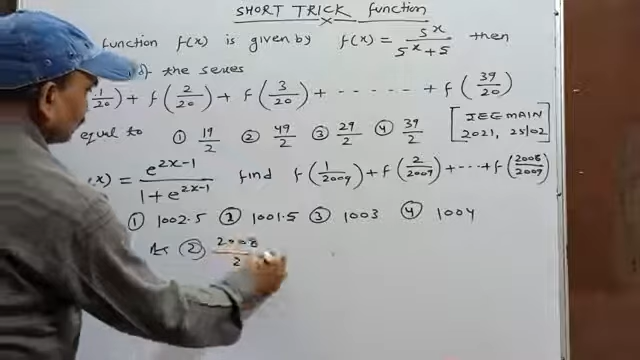 SHORT TRICK function
function f(x) is given by f(x) = 5^x / (5^x + 5) then
of the series
f(1/20) + f(2/20) + f(3/20) + ----- + f(39/20)
equal to ① 19/2 ② 49/2 ③ 29/2 ④ 39/2 [JEE MAIN 2021, 25/02
x) = e^(2x-1) / (1 + e^(2x-1)) find f(1/2009) + f(2/2009) + --- + f(2008/2009)
① 1002.5 ② 1001.5 ③ 1003 ④ 1004
② 2008/2